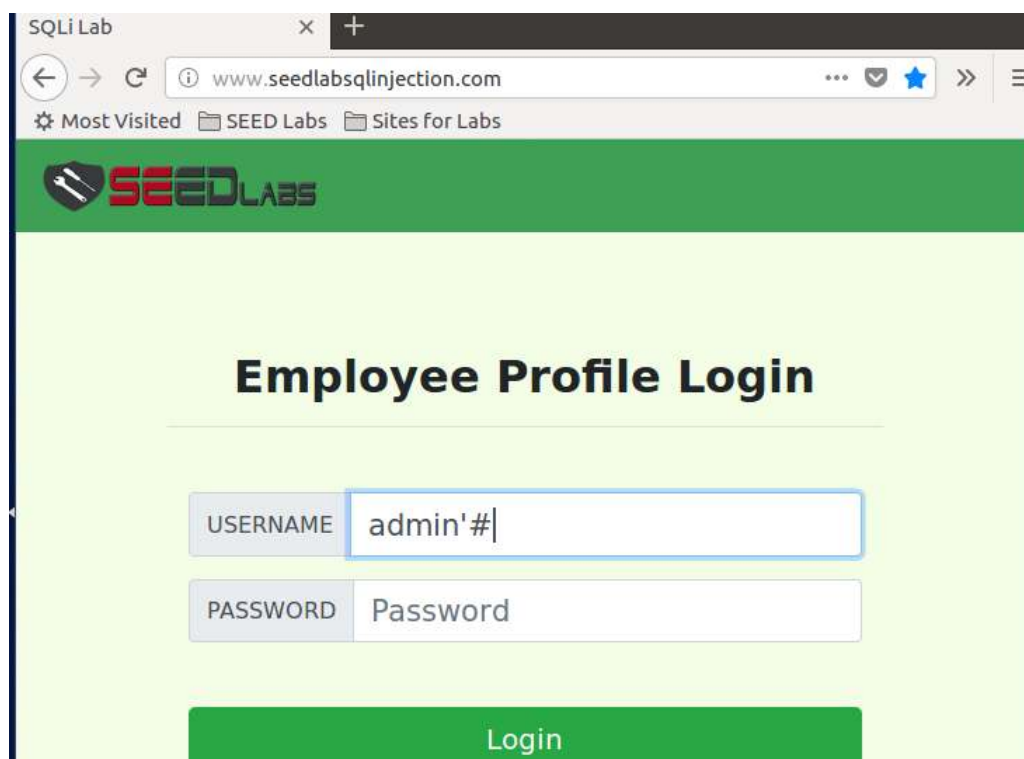 SQLi Lab
www.seedlabsqlinjection.com
Most Visited SEED Labs Sites for Labs
SEEDLABS
Employee Profile Login
USERNAME admin'#
PASSWORD Password
Login